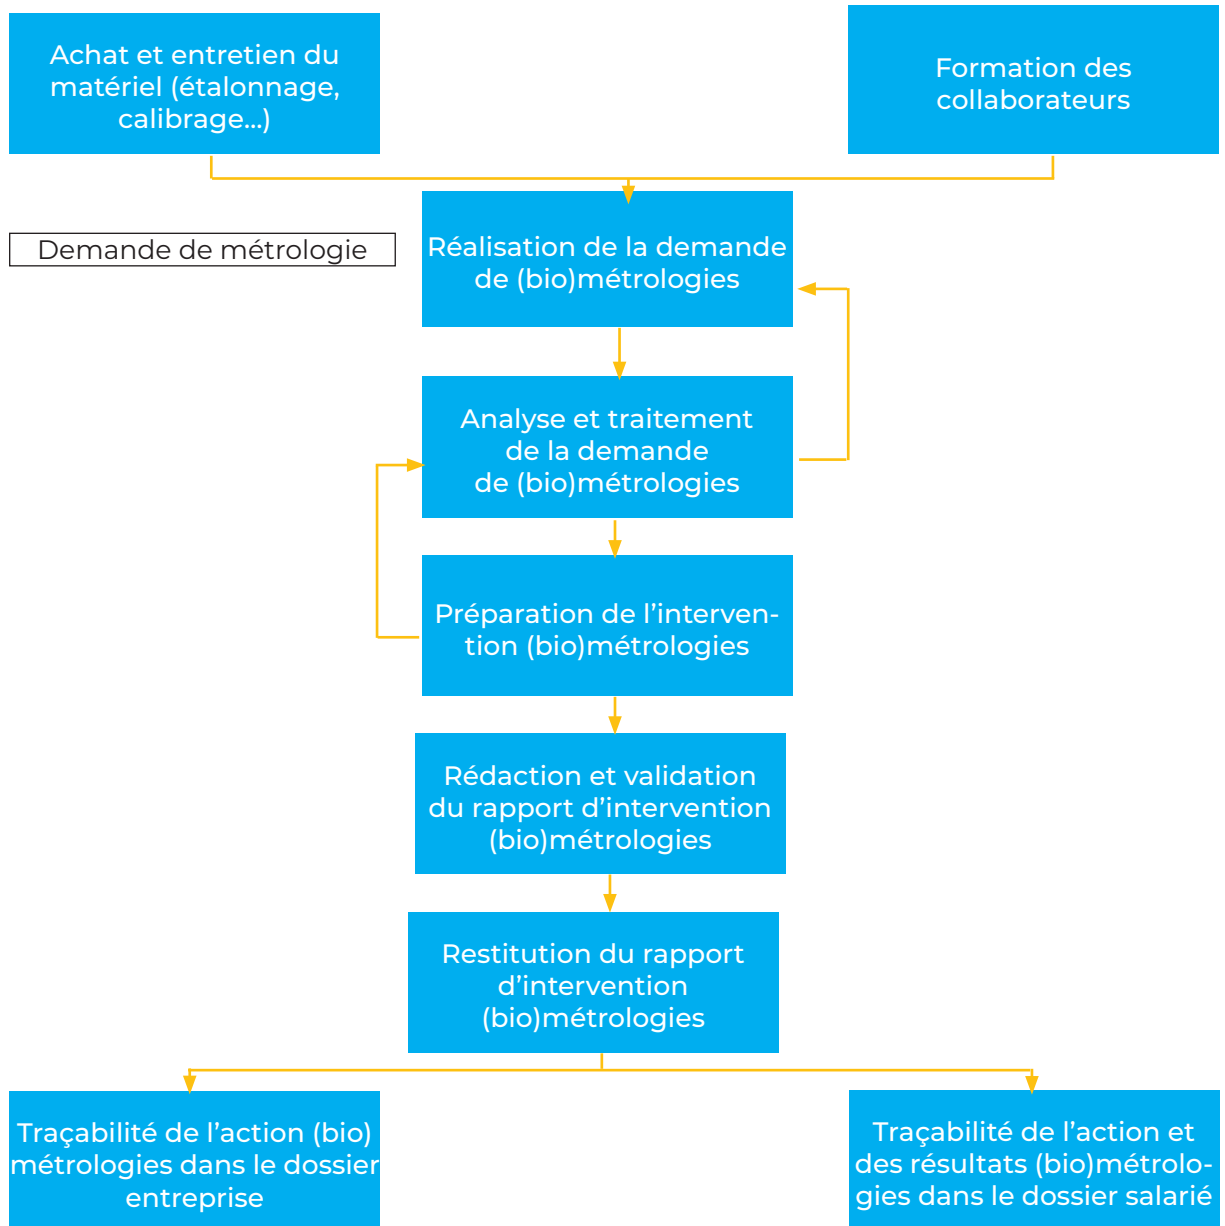 Achat et entretien du
matériel (étalonnage,
calibrage...)
Formation des
collaborateurs
Demande de métrologie
Réalisation de la demande
de (bio)métrologies
Analyse et traitement
de la demande
de (bio)métrologies
Préparation de l’interven-
tion (bio)métrologies
Rédaction et validation
du rapport d’intervention
(bio)métrologies
Restitution du rapport
d’intervention
(bio)métrologies
Traçabilité de l’action (bio)
métrologies dans le dossier
entreprise
Traçabilité de l’action et
des résultats (bio)métrolo-
gies dans le dossier salarié